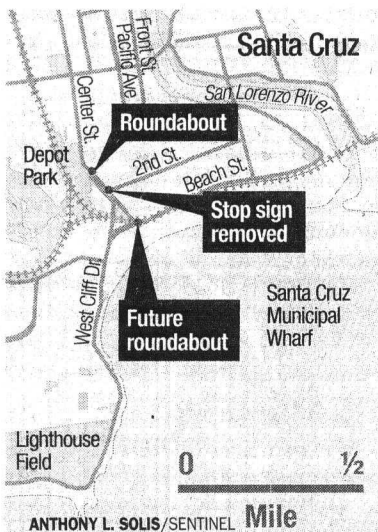 Santa Cruz
Front St.
Pacific Ave.
Center St.
San Lorenzo River
Roundabout
Depot
Park
2nd St.
Beach St.
Stop sign
removed
West Cliff Dr.
Future
roundabout
Santa Cruz
Municipal
Wharf
Lighthouse
Field
0 ½
Mile
ANTHONY L. SOLIS/SENTINEL